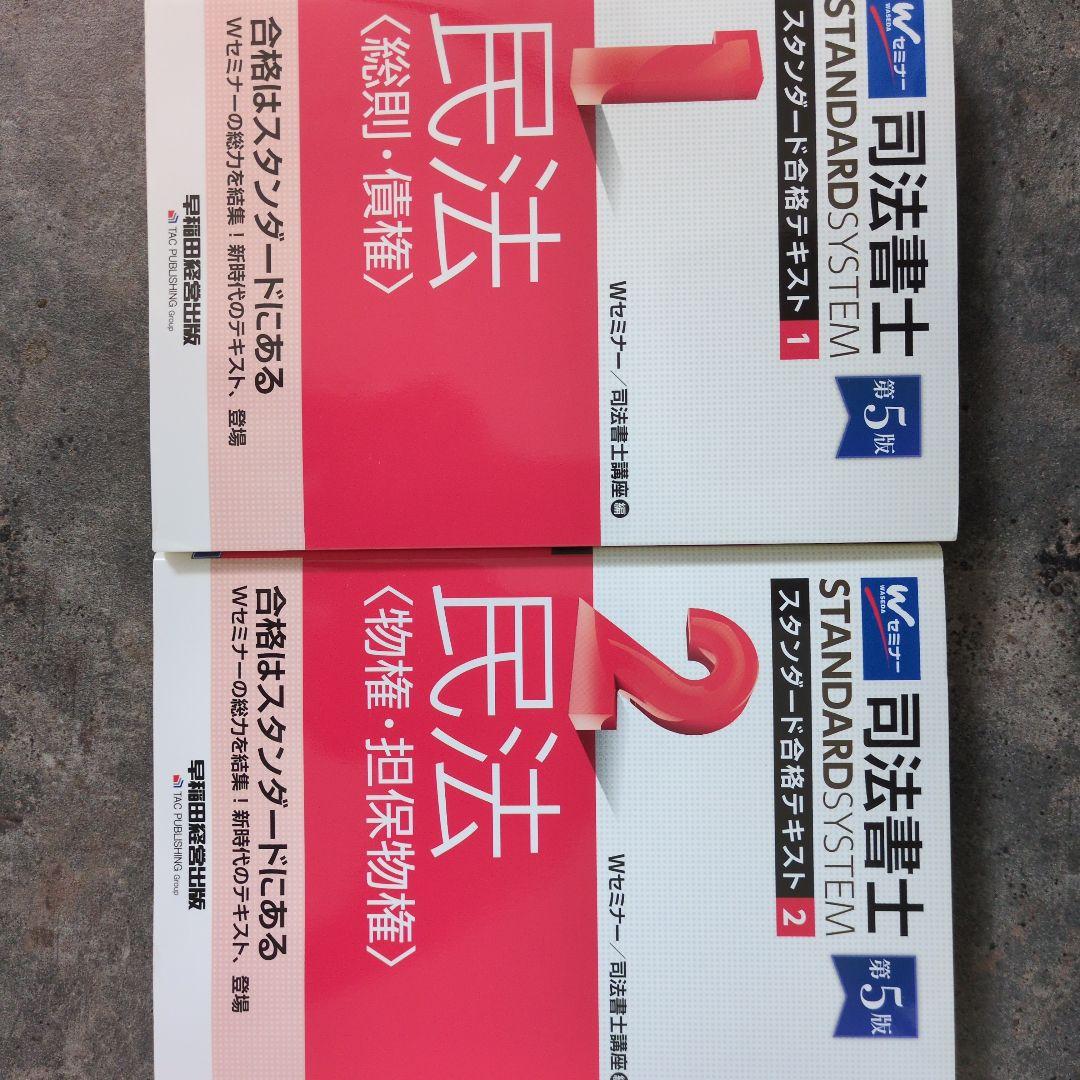 Wセミナー
WASEDA
司法書士
STANDARDSYSTEM
スタンダード合格テキスト 1
第5版
1
Wセミナー/司法書士講座 編
民法
〈総則・債権〉
合格はスタンダードにある
Wセミナーの総力を結集!新時代のテキスト、登場
早稲田経営出版
TAC PUBLISHING Group
Wセミナー
WASEDA
司法書士
STANDARDSYSTEM
スタンダード合格テキスト 2
第5版
2
Wセミナー/司法書士講座 編
民法
〈物権・担保物権〉
合格はスタンダードにある
Wセミナーの総力を結集!新時代のテキスト、登場
早稲田経営出版
TAC PUBLISHING Group